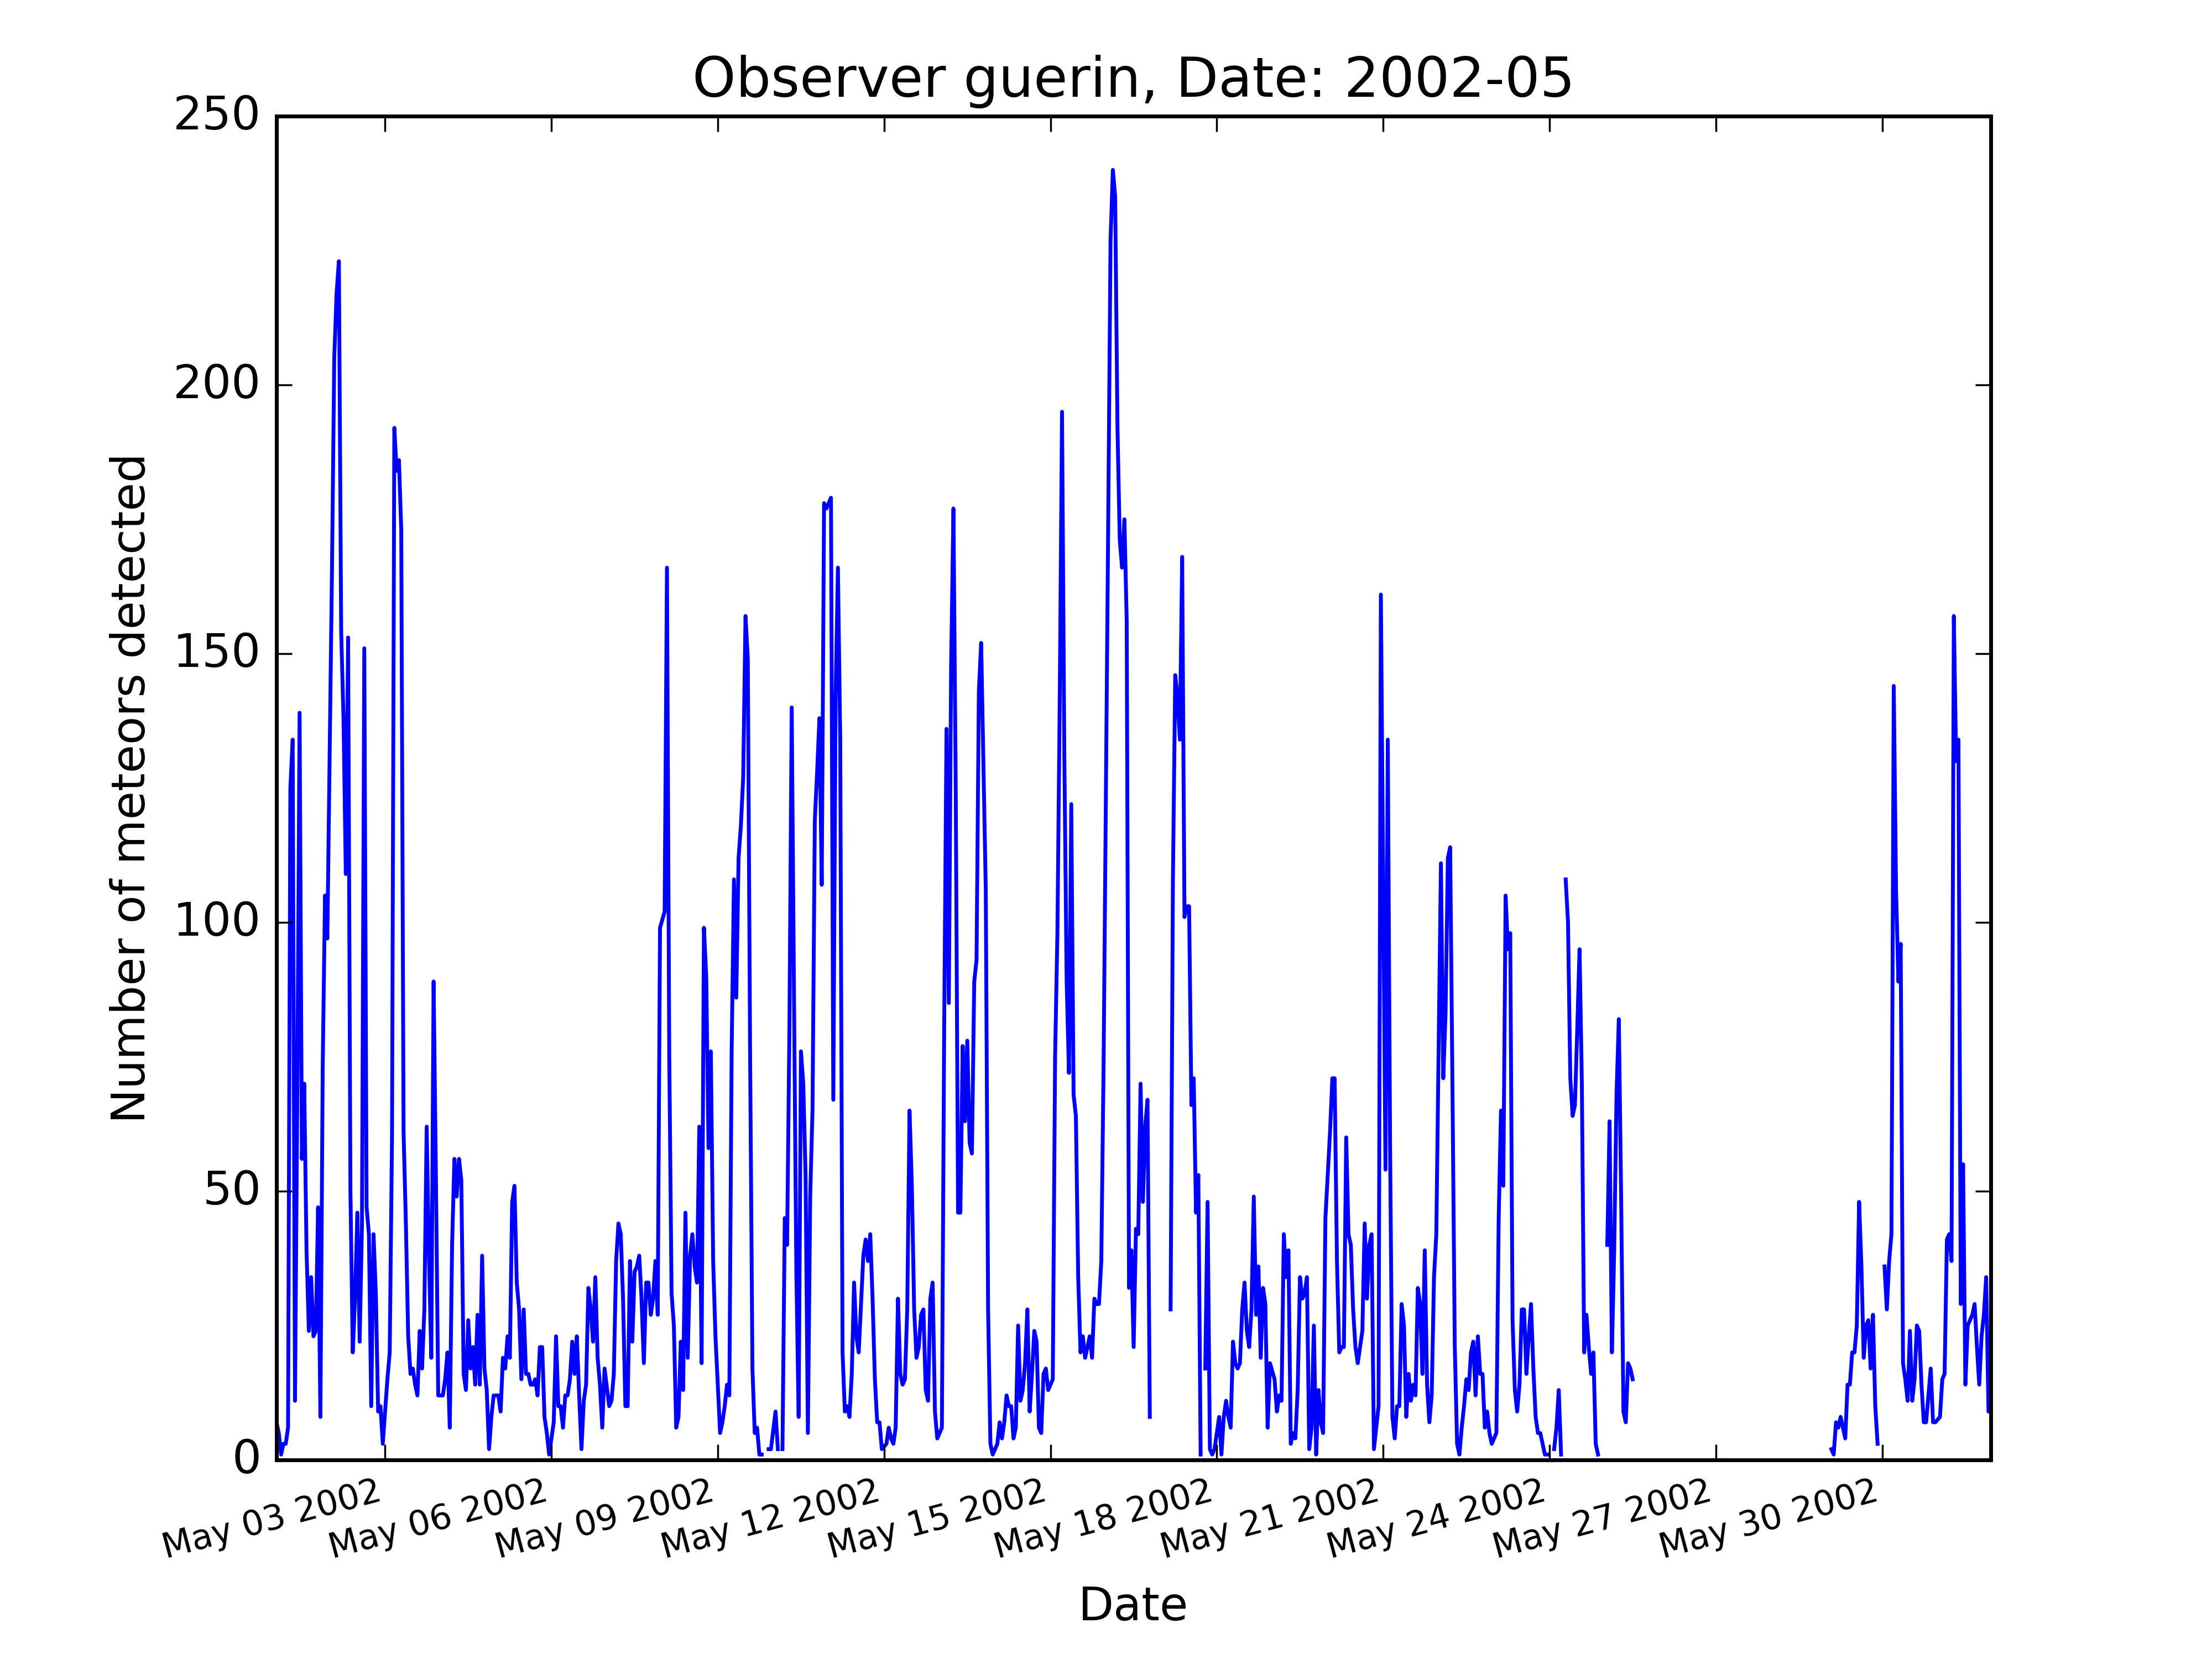 Observer guerin, Date: 2002-05
250
200
150
100
50
0
Number of meteors detected
May 03 2002
May 06 2002
May 09 2002
May 12 2002
May 15 2002
May 18 2002
May 21 2002
May 24 2002
May 27 2002
May 30 2002
Date